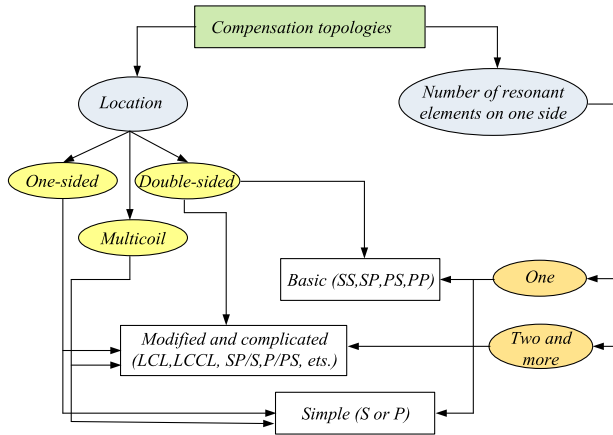 Compensation topologies
Location
Number of resonant
elements on one side
One-sided
Double-sided
Multicoil
Basic (SS,SP,PS,PP)
One
Modified and complicated
(LCL,LCCL, SP/S,P/PS, ets.)
Two and
more
Simple (S or P)